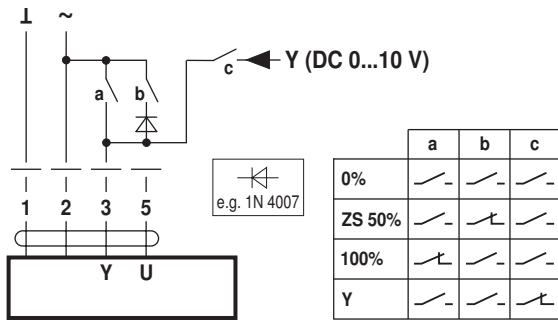 ⊥ ~
a b c Y (DC 0...10 V)
1 2 3 5
Y U
e.g. 1N 4007
a b c
0%
ZS 50%
100%
Y